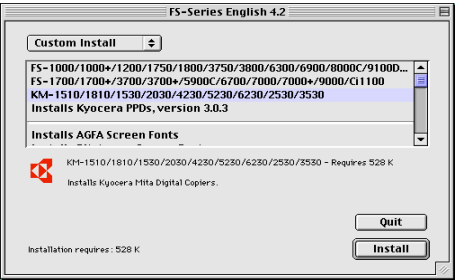 FS-Series English 4.2
Custom Install
FS-1000/1000+/1200/1750/1800/3750/3800/6300/6900/8000C/9100D...
FS-1700/1700+/3700/3700+/5900C/6700/7000/7000+/9000/Ci1100
KM-1510/1810/1530/2030/4230/5230/6230/2530/3530
Installs Kyocera PPDs, version 3.0.3
Installs AGFA Screen Fonts
KM-1510/1810/1530/2030/4230/5230/6230/2530/3530 - Requires 528 K
Installs Kyocera Mita Digital Copiers.
Quit
Installation requires: 528 K
Install